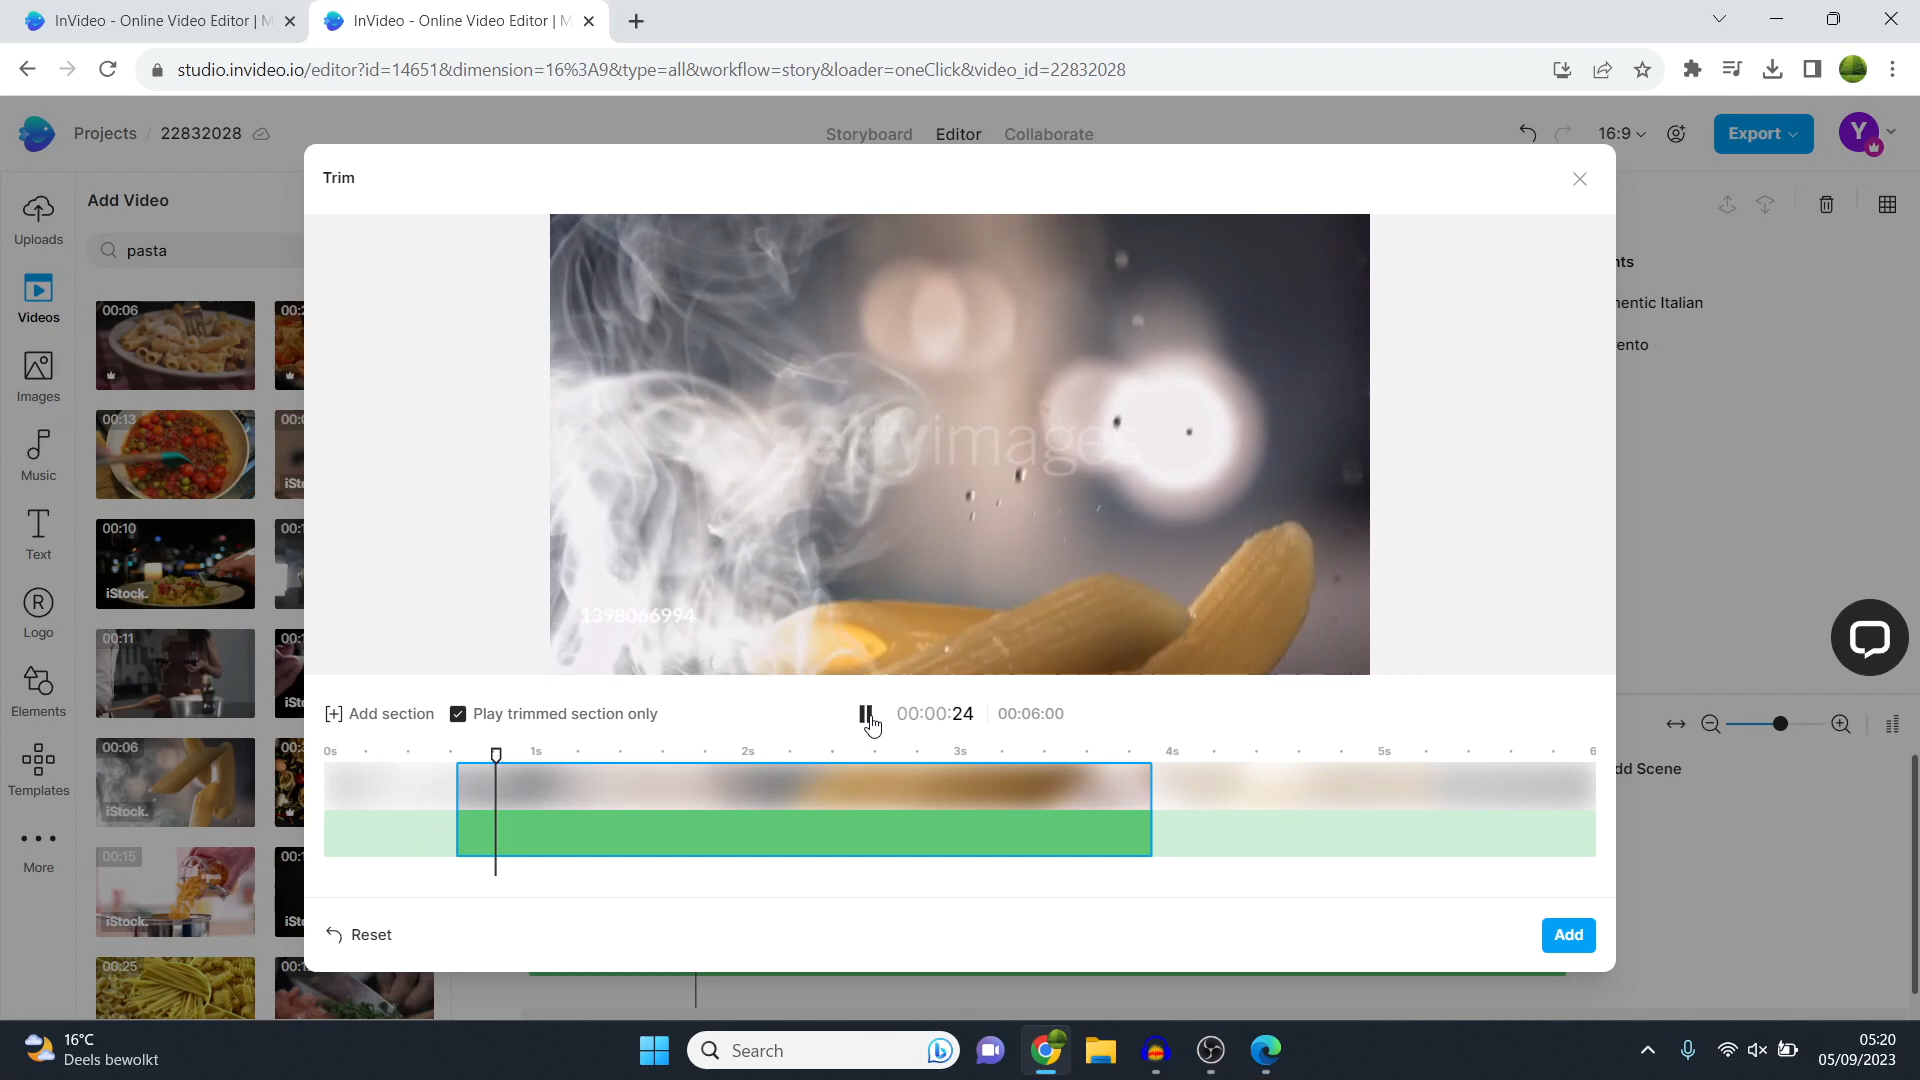 InVideo - Online Video Editor | M
InVideo - Online Video Editor | M
studio.invideo.io/editor?id=14651&dimension=16%3A9&type=all&workflow=story&loader=oneClick&video_id=22832028
Projects / 22832028
Storyboard
Editor
Collaborate
16:9
Export
Y
Trim
Uploads
Add Video
pasta
Videos
00:06
Images
00:13
Music
iSto
00:10
iStock.
Text
00:11
Logo
iSto
Elements
00:06
iStock.
Templates
00:15
iStock.
iSto
More
00:25
nts
hentic Italian
ento
gettyimages
1398066994
Add section
Play trimmed section only
00:00:24
00:06:00
0s
1s
2s
3s
4s
5s
6
dd Scene
Reset
Add
16°C
Deels bewolkt
Search
05:20
05/09/2023